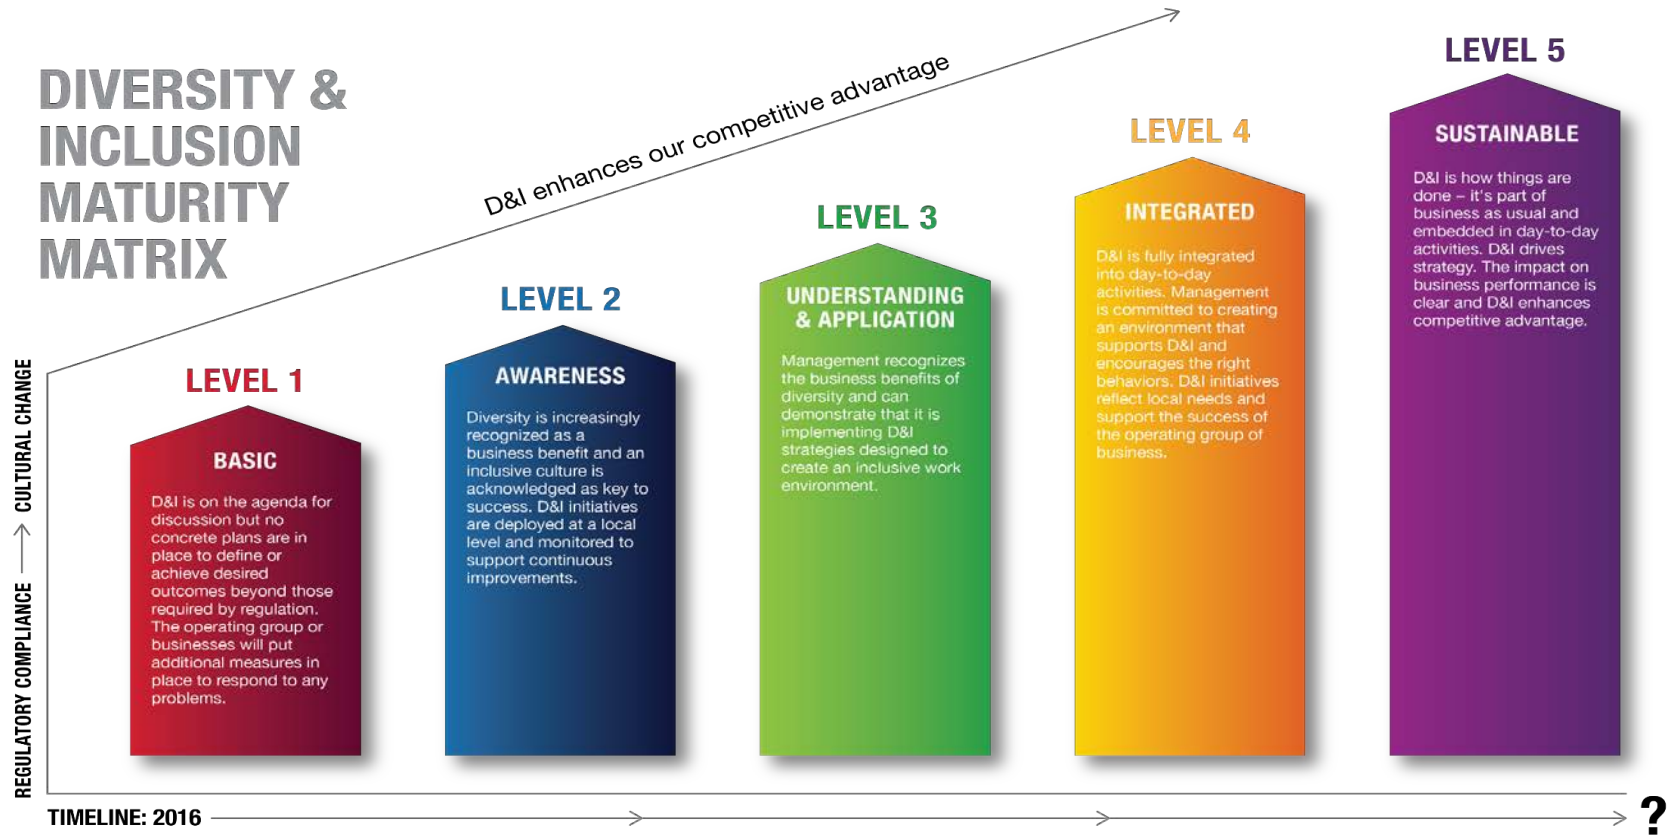 DIVERSITY &
INCLUSION
MATURITY
MATRIX
D&I enhances our competitive advantage
LEVEL 1
BASIC
D&I is on the agenda for
discussion but no
concrete plans are in
place to define or
achieve desired
outcomes beyond those
required by regulation.
The operating group or
businesses will put
additional measures in
place to respond to any
problems.
LEVEL 2
AWARENESS
Diversity is increasingly
recognized as a
business benefit and an
inclusive culture is
acknowledged as key to
success. D&I initiatives
are deployed at a local
level and monitored to
support continuous
improvements.
LEVEL 3
UNDERSTANDING
& APPLICATION
Management recognizes
the business benefits of
diversity and can
demonstrate that it is
implementing D&I
strategies designed to
create an inclusive work
environment.
LEVEL 4
INTEGRATED
D&I is fully integrated
into day-to-day
activities. Management
is committed to creating
an environment that
supports D&I and
encourages the right
behaviors. D&I initiatives
reflect local needs and
support the success of
the operating group of
business.
LEVEL 5
SUSTAINABLE
D&I is how things are
done – it's part of
business as usual and
embedded in day-to-day
activities. D&I drives
strategy. The impact on
business performance is
clear and D&I enhances
competitive advantage.
REGULATORY COMPLIANCE → CULTURAL CHANGE
TIMELINE: 2016
?